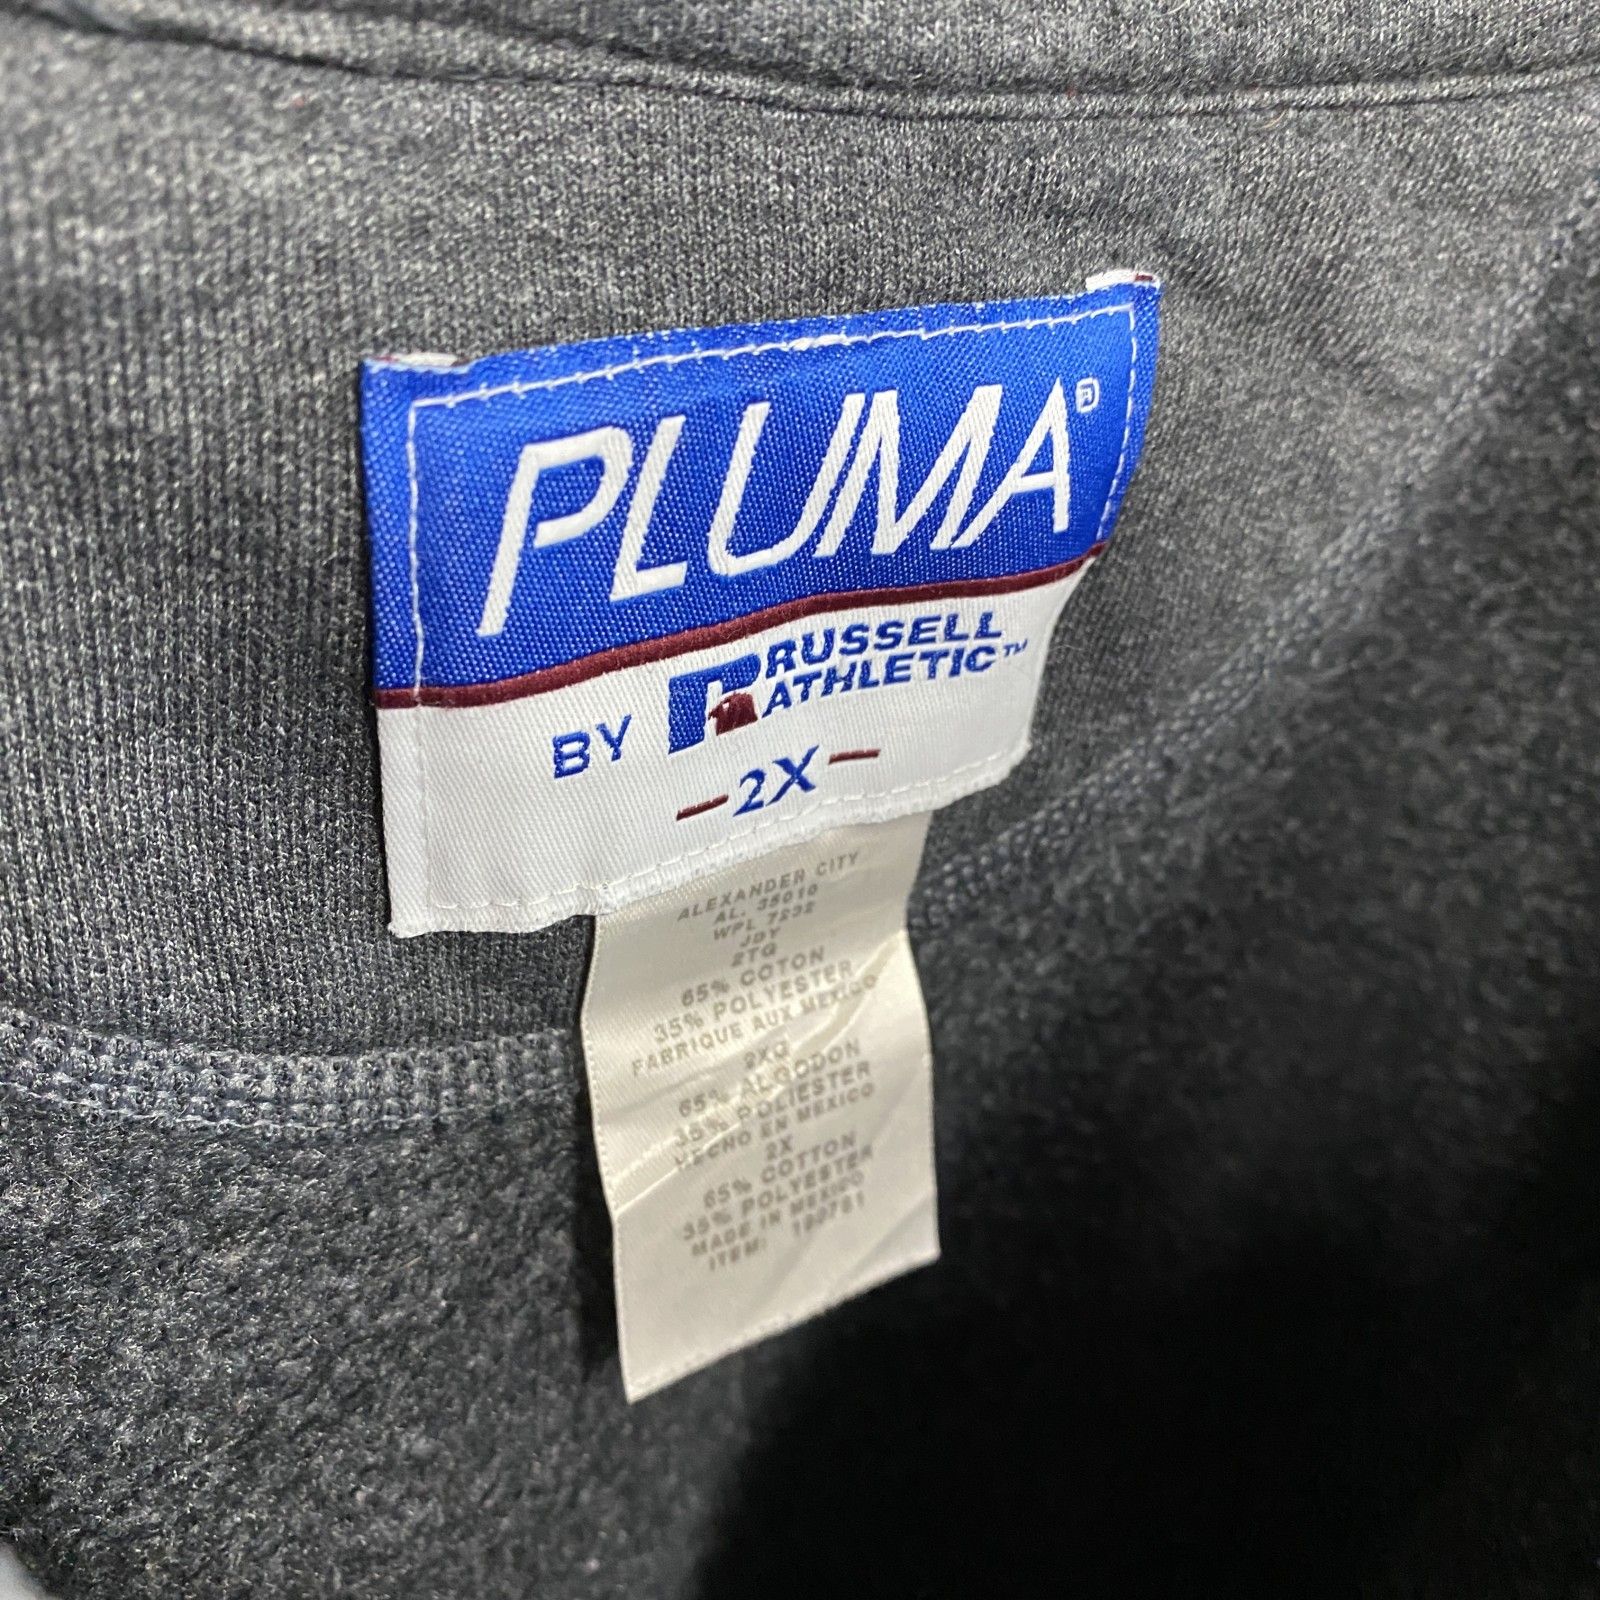 PLUMA®
BY R RUSSELL
ATHLETIC™
-2X-
ALEXANDER CITY
AL. 35010
WPL 7232
JDY
2TG
65% COTON
35% POLYESTER
FABRIQUE AUX MEXICO
2XG
65% ALGODON
35% POLIESTER
HECHO EN MEXICO
2X
65% COTTON
35% POLYESTER
MADE IN MEXICO
ITEM: